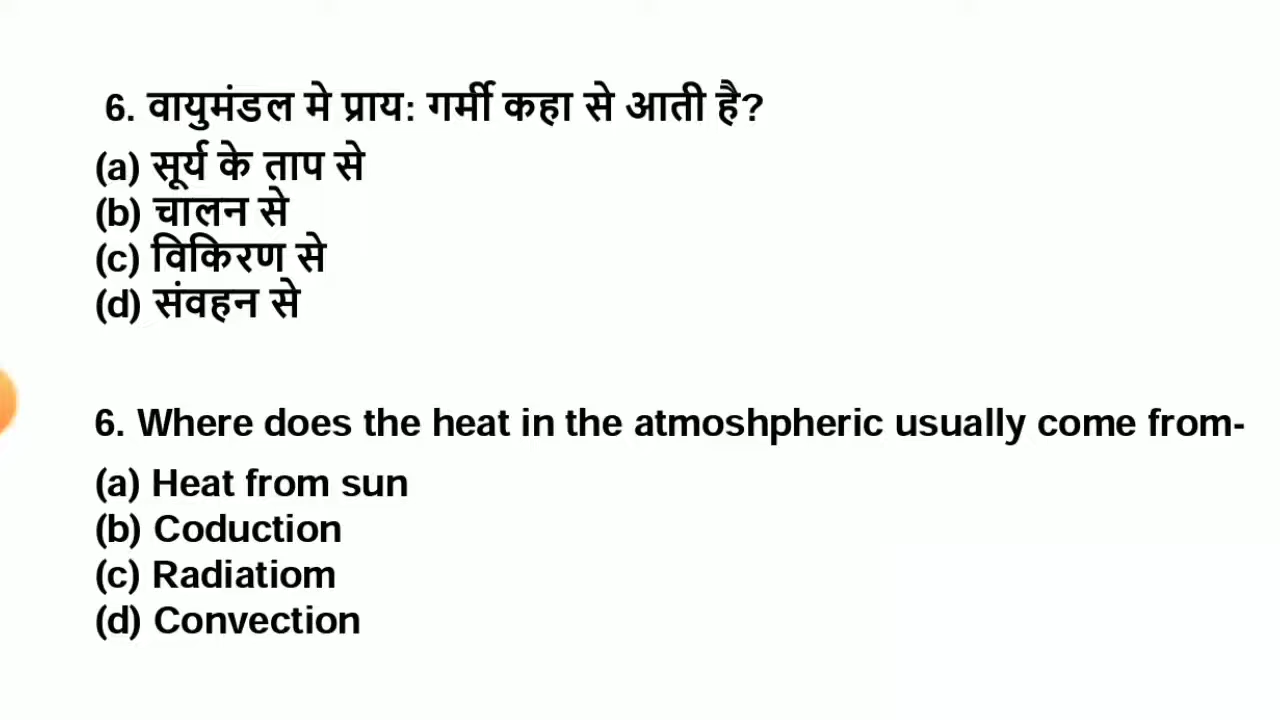 6. वायुमंडल मे प्राय: गर्मी कहा से आती है?
(a) सूर्य के ताप से
(b) चालन से
(c) विकिरण से
(d) संवहन से
6. Where does the heat in the atmoshpheric usually come from-
(a) Heat from sun
(b) Coduction
(c) Radiatiom
(d) Convection